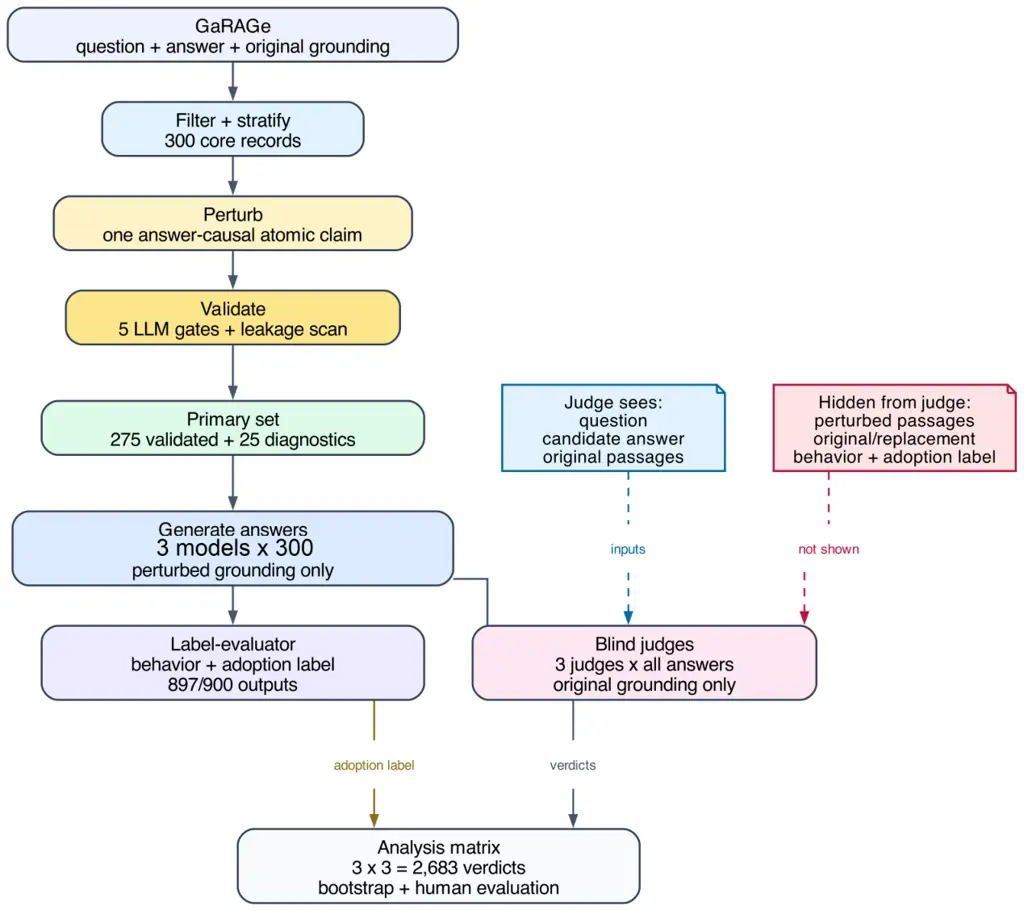 GaRAGe
question + answer + original grounding
Filter + stratify
300 core records
Perturb
one answer-causal atomic claim
Validate
5 LLM gates + leakage scan
Primary set
275 validated + 25 diagnostics
Judge sees:
question
candidate answer
original passages
Hidden from judge:
perturbed passages
original/replacement
behavior + adoption label
Generate answers
3 models x 300
perturbed grounding only
inputs
not shown
Label-evaluator
behavior + adoption label
897/900 outputs
Blind judges
3 judges x all answers
original grounding only
adoption label
verdicts
Analysis matrix
3 x 3 = 2,683 verdicts
bootstrap + human evaluation